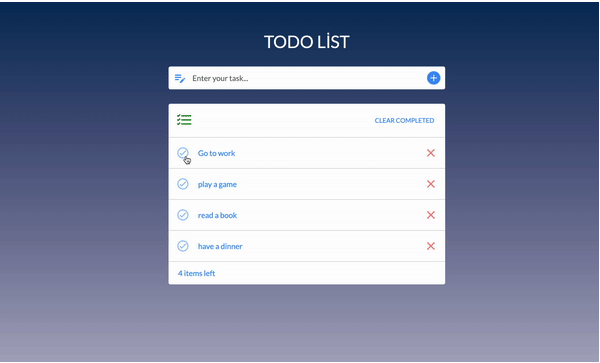 TODO LİST
Enter your task...
CLEAR COMPLETED
Go to work
play a game
read a book
have a dinner
4 items left